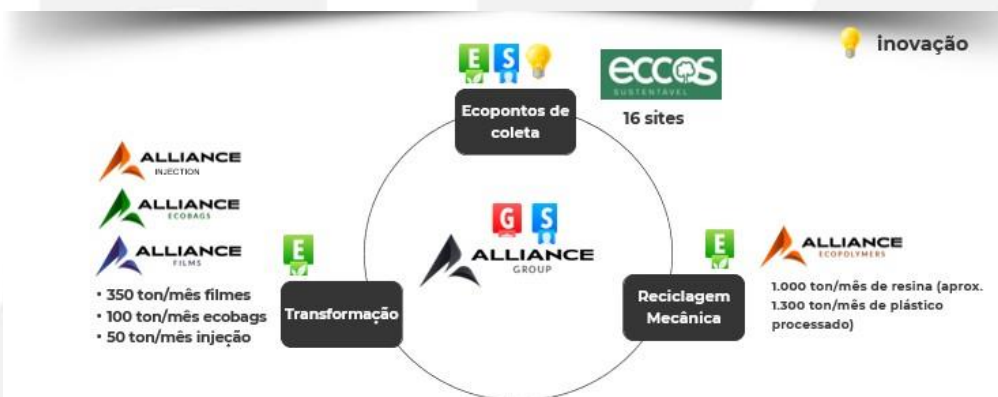 inovação
E S
eccos
SUSTENTÁVEL
16 sites
Ecopontos de
coleta
ALLIANCE
INJECTION
ALLIANCE
ECOBAGS
ALLIANCE
FILMS
• 350 ton/mês filmes
• 100 ton/mês ecobags
• 50 ton/mês injeção
E
Transformação
G S
ALLIANCE
GROUP
E
Reciclagem
Mecânica
ALLIANCE
ECOPOLYMERS
1.000 ton/mês de resina (aprox.
1.300 ton/mês de plástico
processado)